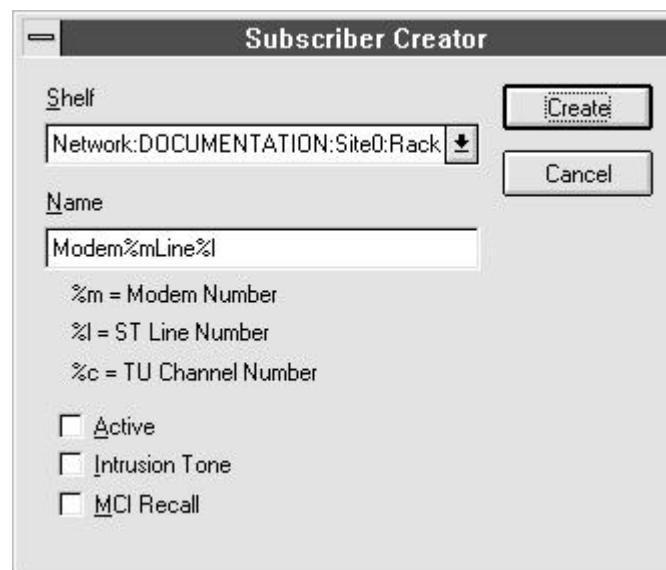 Subscriber Creator
Shelf
Network:DOCUMENTATION:Site0:Rack
Name
Modem%mLine%l
%m = Modem Number
%l = ST Line Number
%c = TU Channel Number
Active
Intrusion Tone
MCI Recall
Create
Cancel